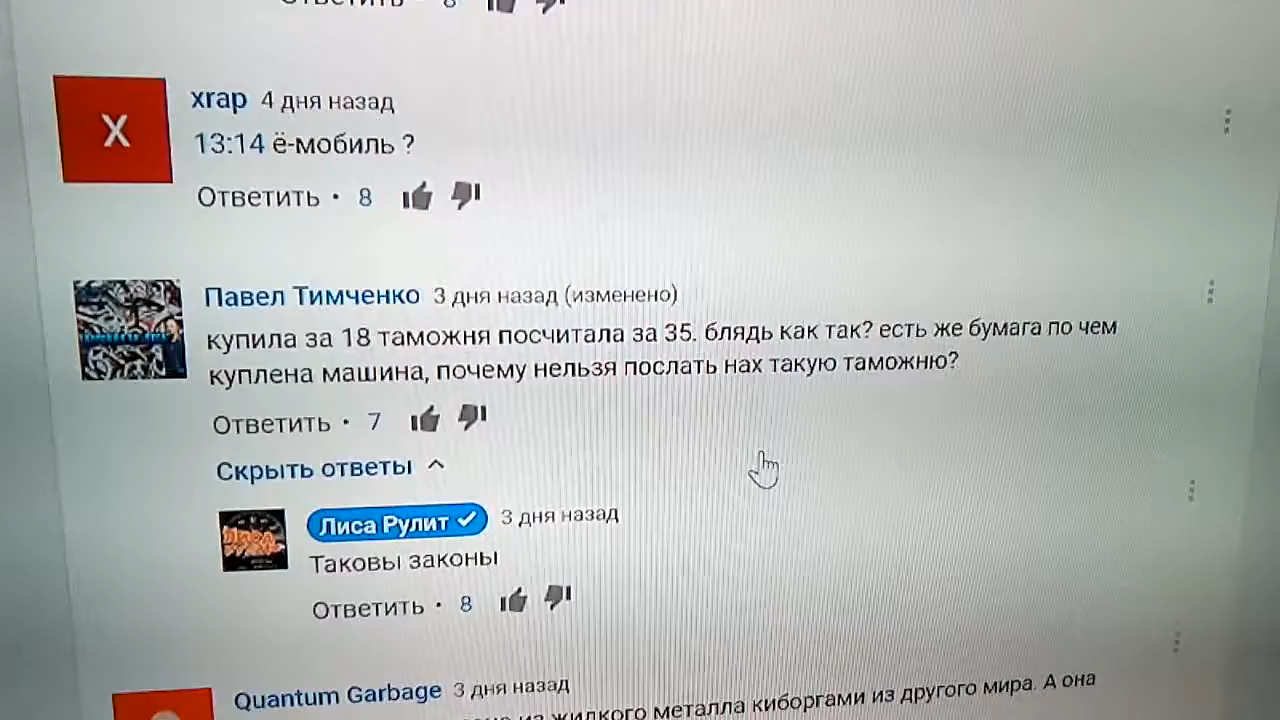 Ответить 8
X
xrap 4 дня назад
13:14 ё-мобиль ?
Ответить • 8
Павел Тимченко 3 дня назад (изменено)
купила за 18 таможня посчитала за 35. блядь как так? есть же бумага по чем
куплена машина, почему нельзя послать нах такую таможню?
Ответить • 7
Скрыть ответы
Лиса Рулит 3 дня назад
Таковы законы
Ответить • 8
Quantum Garbage 3 дня назад
из жидкого металла киборгами из другого мира. А она